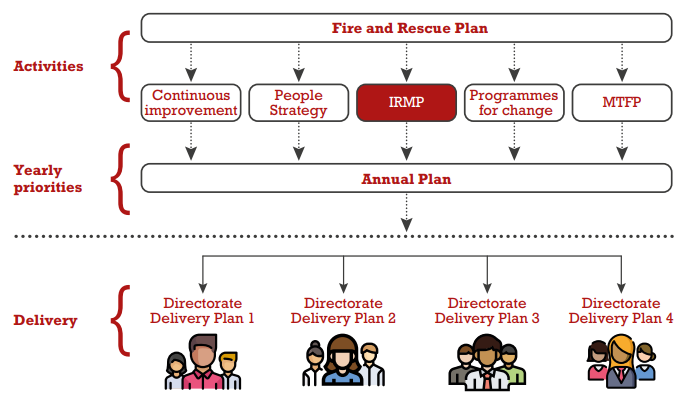 Fire and Rescue Plan
Activities
Continuous
improvement
People
Strategy
IRMP
Programmes
for change
MTFP
Yearly
priorities
Annual Plan
Delivery
Directorate
Delivery Plan 1
Directorate
Delivery Plan 2
Directorate
Delivery Plan 3
Directorate
Delivery Plan 4